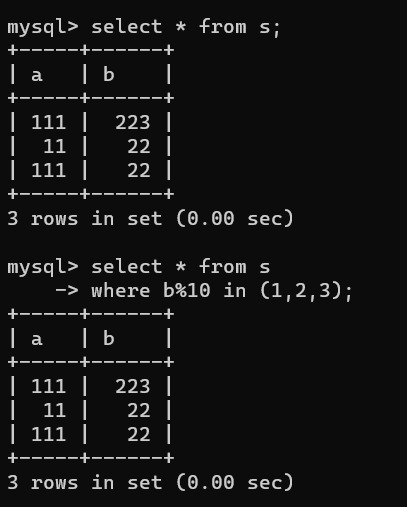 mysql> select * from s;
+-----+------+
| a   | b    |
+-----+------+
| 111 |  223 |
|  11 |   22 |
| 111 |   22 |
+-----+------+
3 rows in set (0.00 sec)

mysql> select * from s
    -> where b%10 in (1,2,3);
+-----+------+
| a   | b    |
+-----+------+
| 111 |  223 |
|  11 |   22 |
| 111 |   22 |
+-----+------+
3 rows in set (0.00 sec)